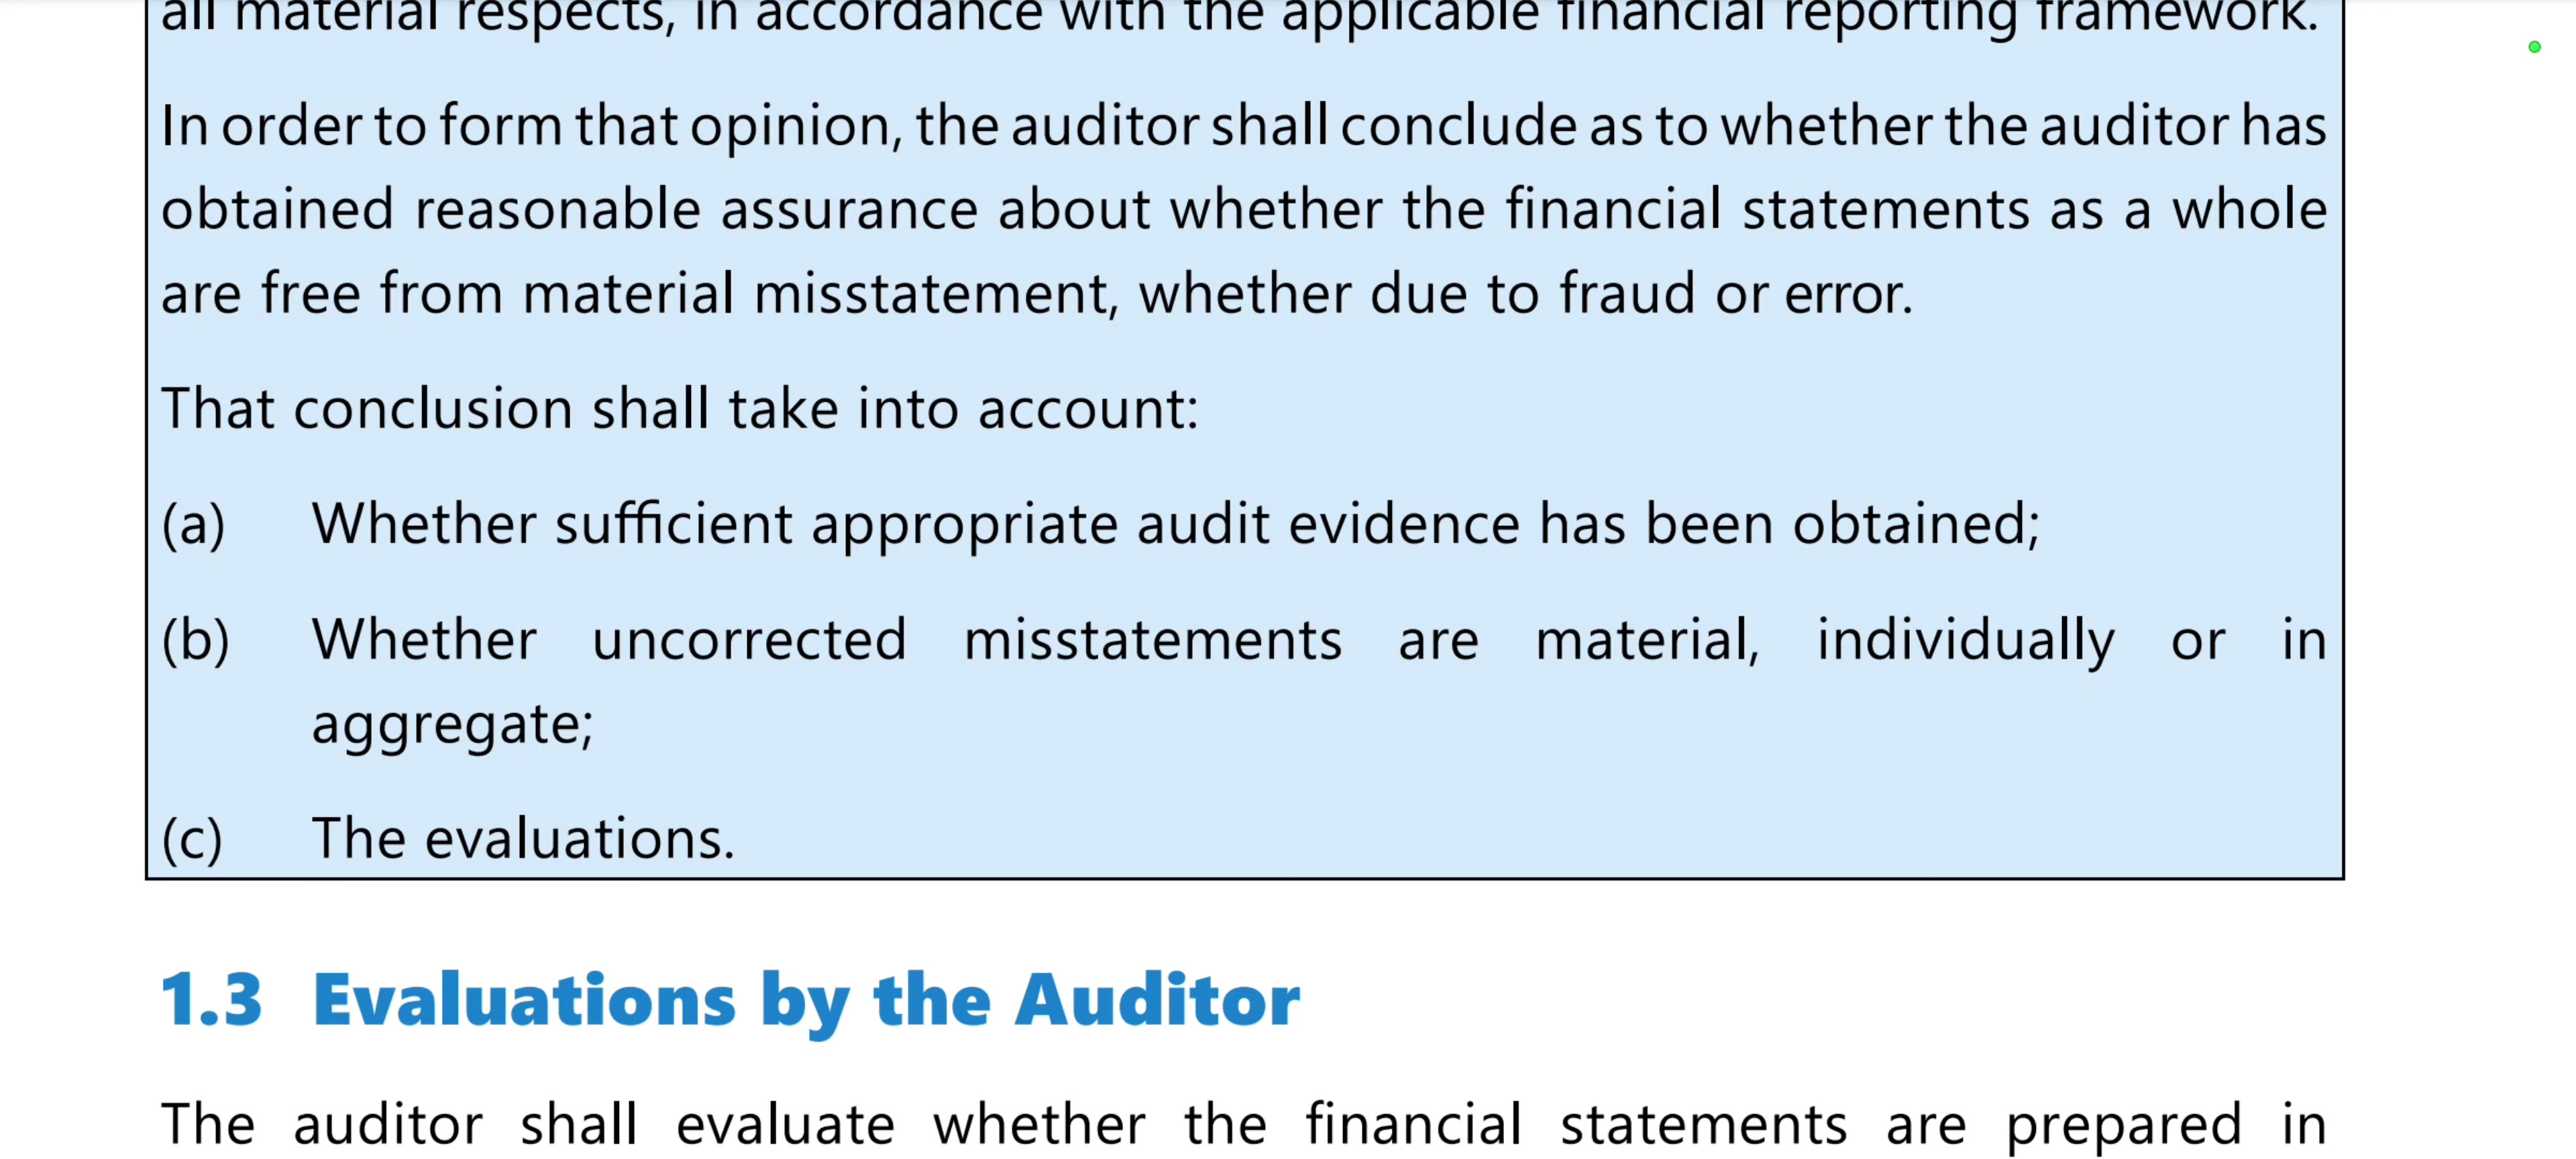 all material respects, in accordance with the applicable financial reporting framework.
In order to form that opinion, the auditor shall conclude as to whether the auditor has
obtained reasonable assurance about whether the financial statements as a whole
are free from material misstatement, whether due to fraud or error.
That conclusion shall take into account:
(a) Whether sufficient appropriate audit evidence has been obtained;
(b) Whether uncorrected misstatements are material, individually or in
aggregate;
(c) The evaluations.
1.3 Evaluations by the Auditor
The auditor shall evaluate whether the financial statements are prepared in